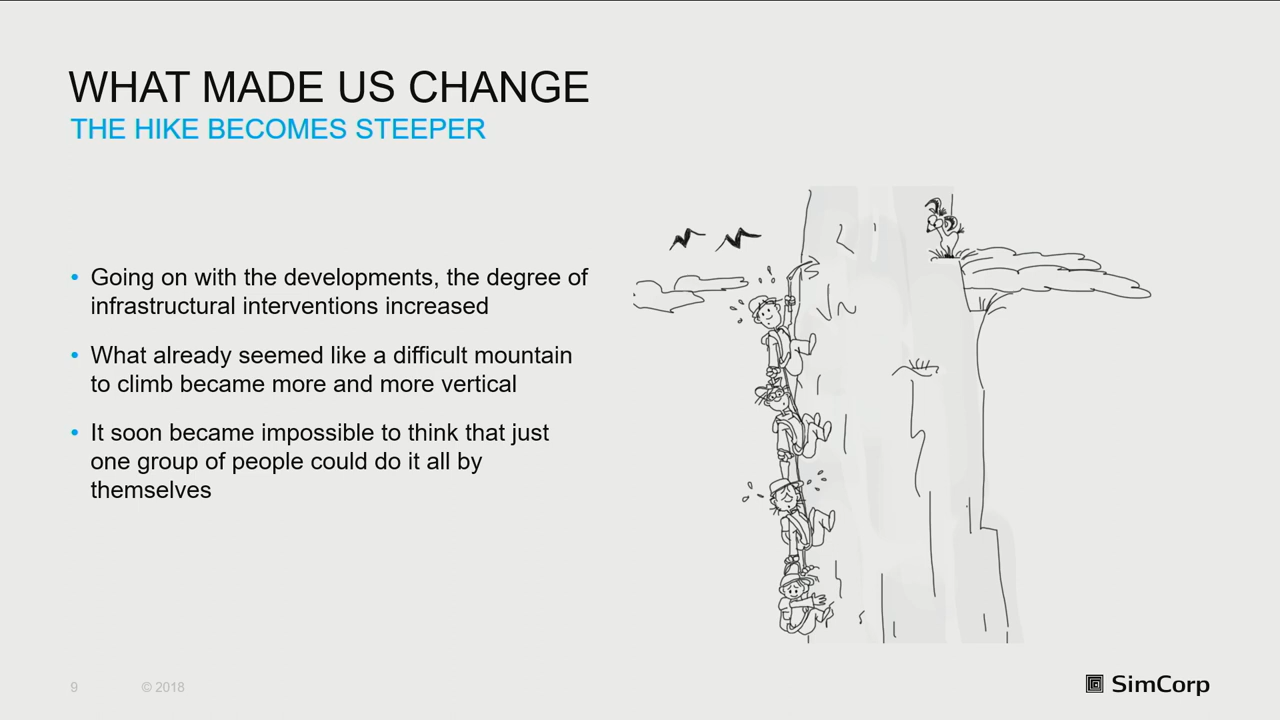 WHAT MADE US CHANGE
THE HIKE BECOMES STEEPER
• Going on with the developments, the degree of
infrastructural interventions increased
• What already seemed like a difficult mountain
to climb became more and more vertical
• It soon became impossible to think that just
one group of people could do it all by
themselves
9
© 2018
SimCorp